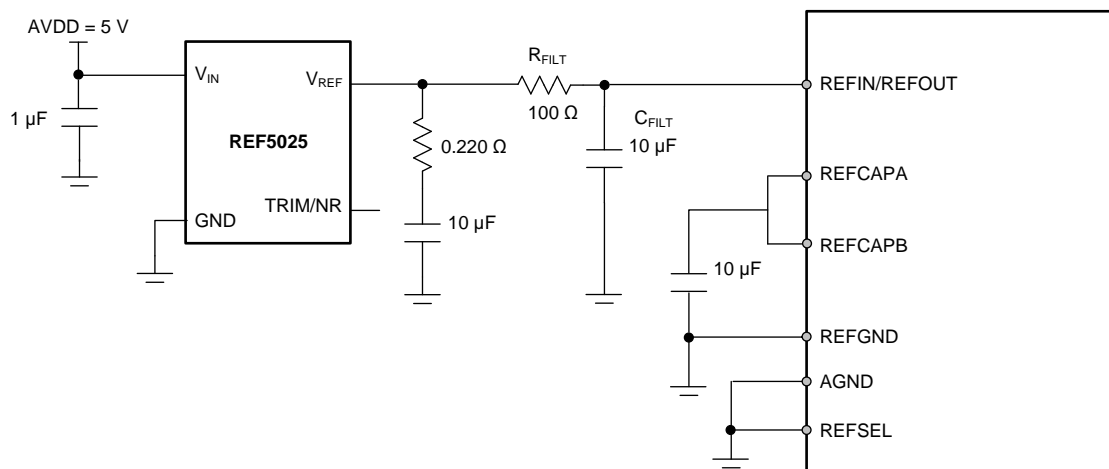 AVDD = 5 V
1 µF
VIN
VREF
REF5025
TRIM/NR
GND
0.220 Ω
10 µF
RFILT
100 Ω
CFILT
10 µF
10 µF
REFIN/REFOUT
REFCAPA
REFCAPB
REFGND
AGND
REFSEL